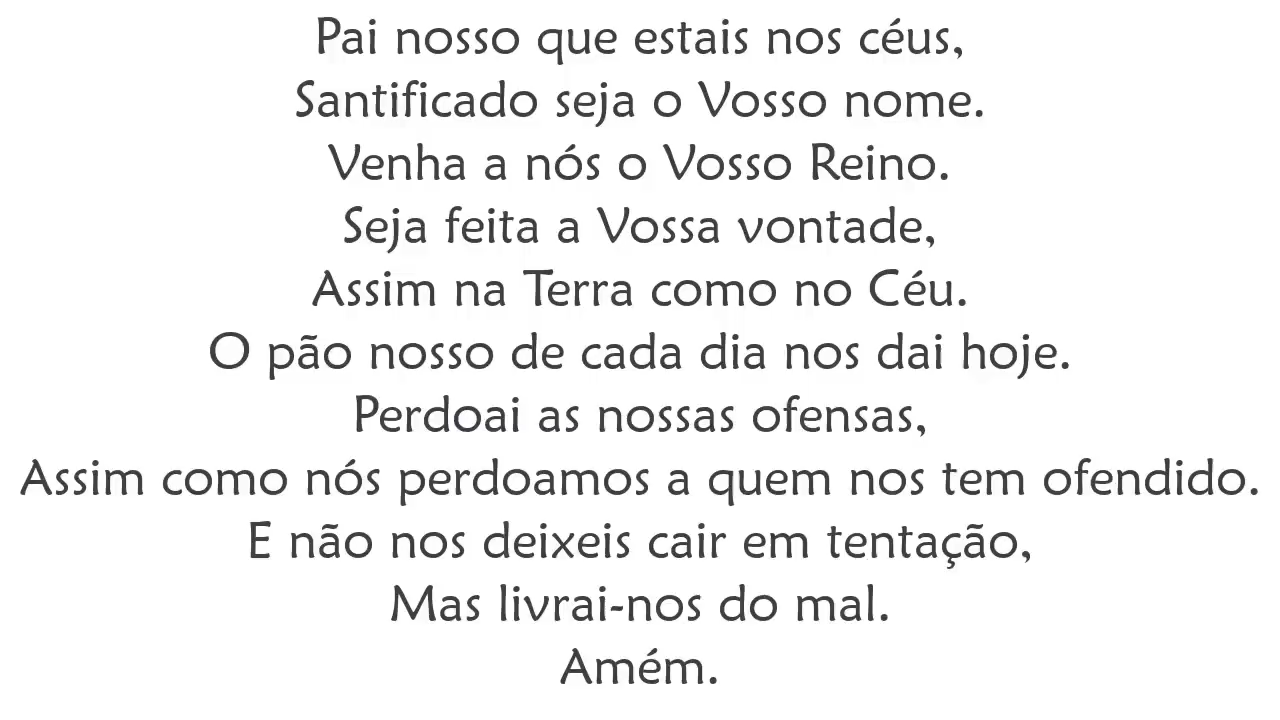 Pai nosso que estais nos céus,
Santificado seja o Vosso nome.
Venha a nós o Vosso Reino.
Seja feita a Vossa vontade,
Assim na Terra como no Céu.
O pão nosso de cada dia nos dai hoje.
Perdoai as nossas ofensas,
Assim como nós perdoamos a quem nos tem ofendido.
E não nos deixeis cair em tentação,
Mas livrai-nos do mal.
Amém.